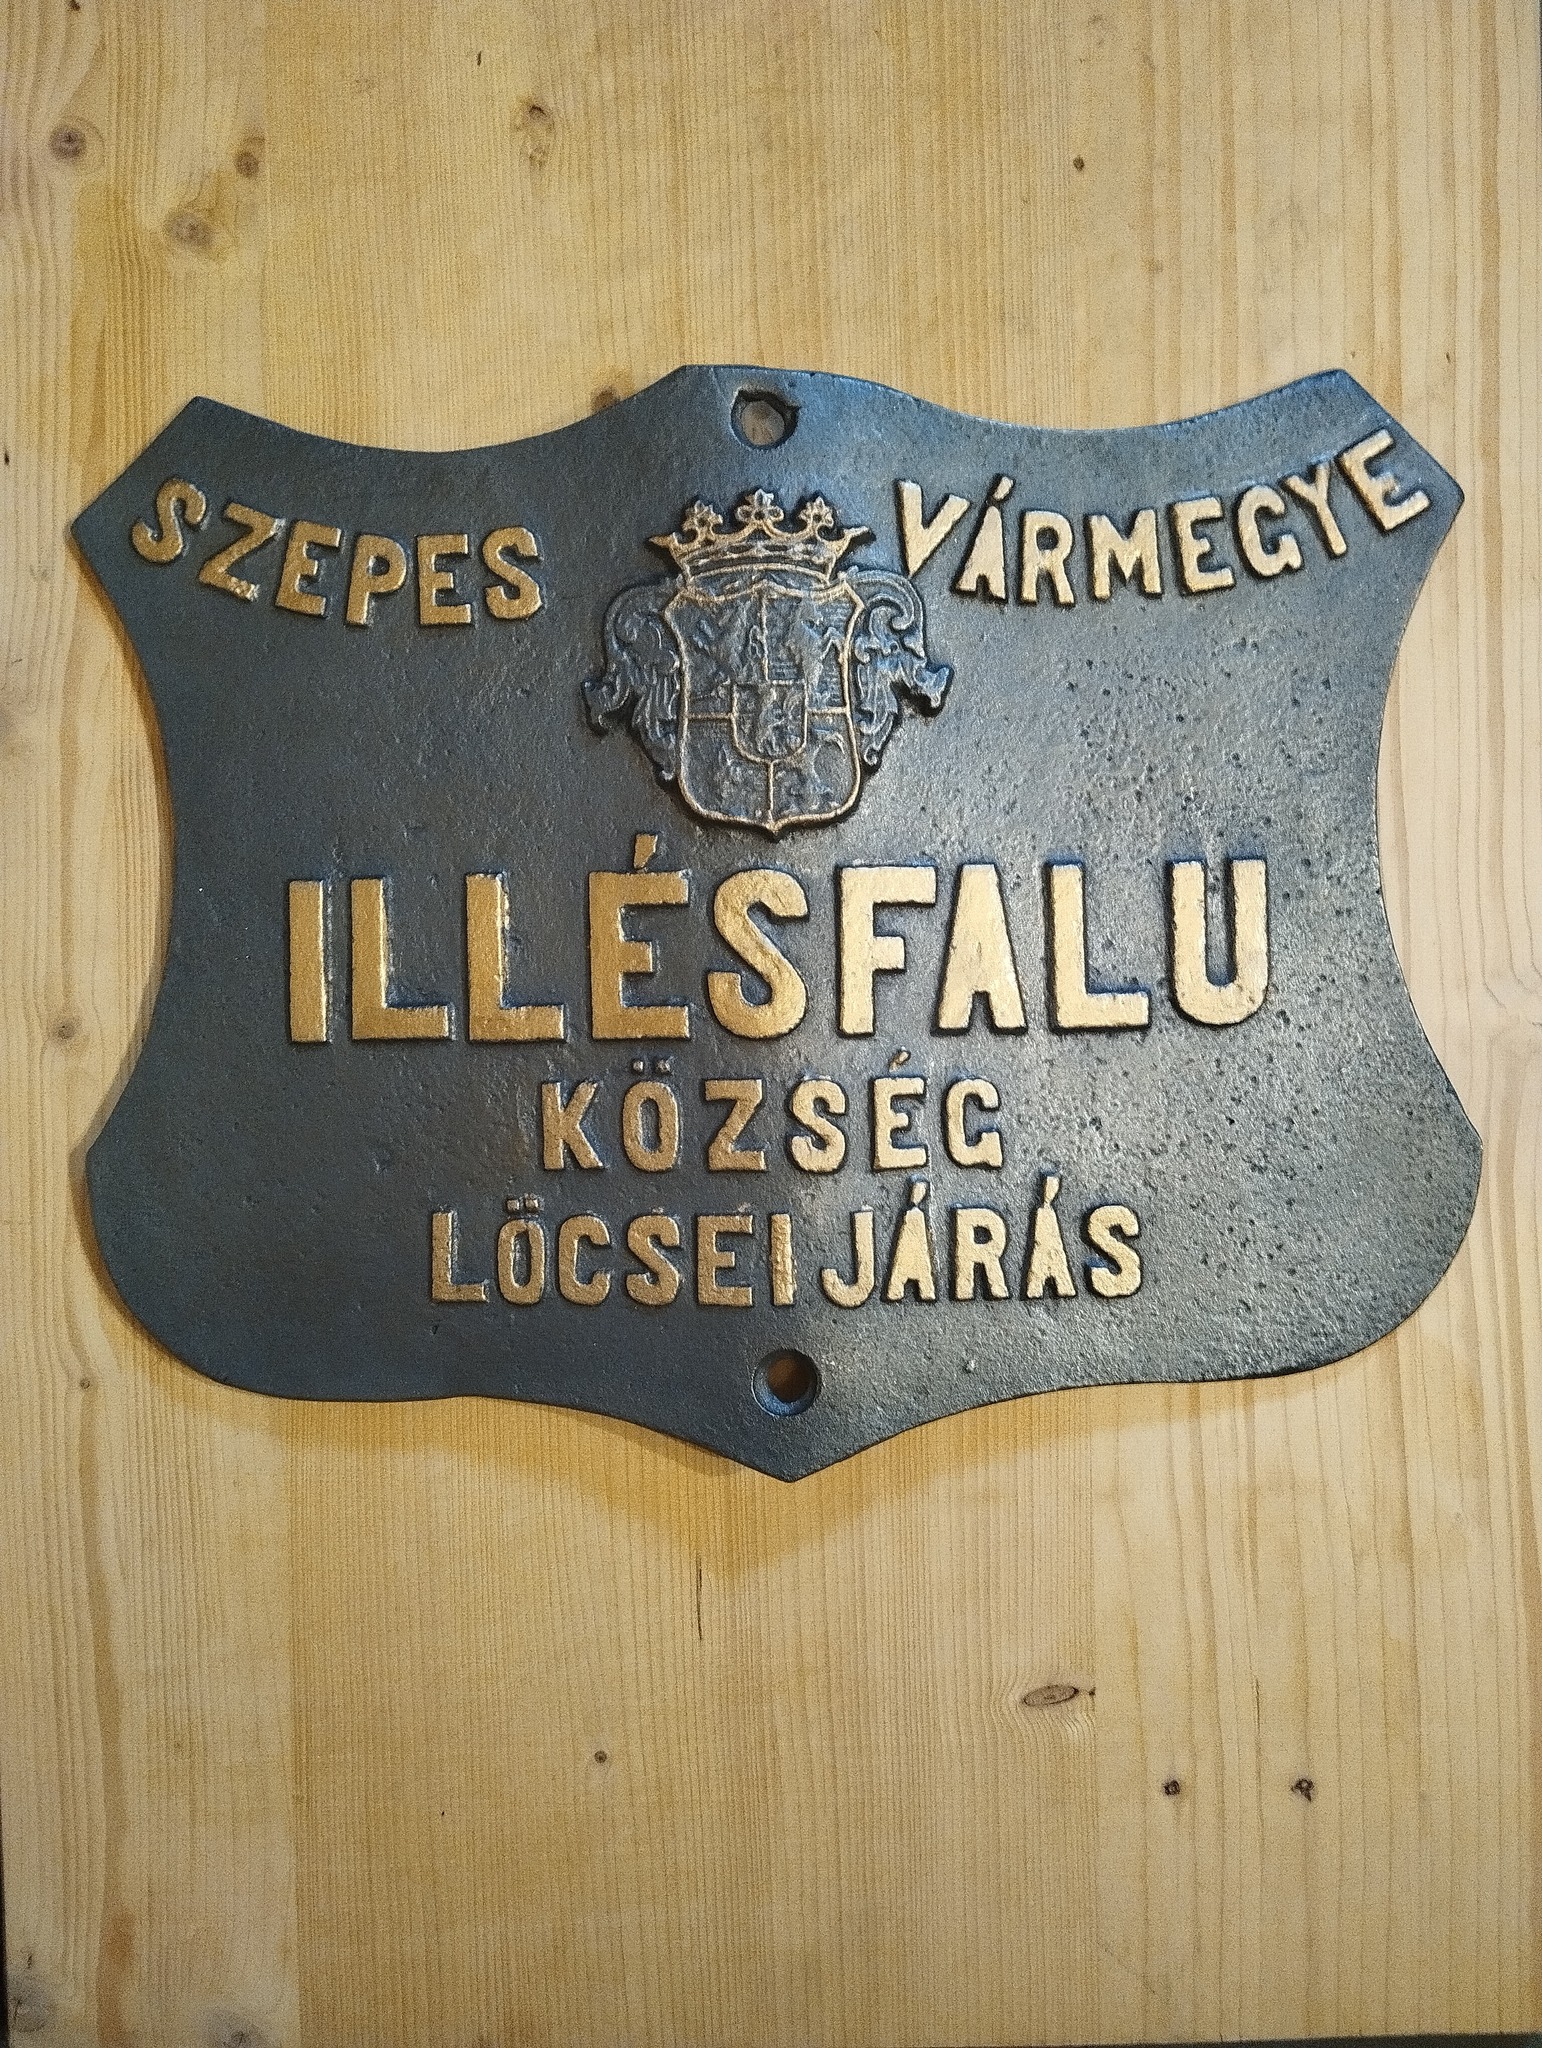 SZEPES VÁRMEGYE
ILLÉSFALU
KÖZSÉG
LÖCSEI JÁRÁS